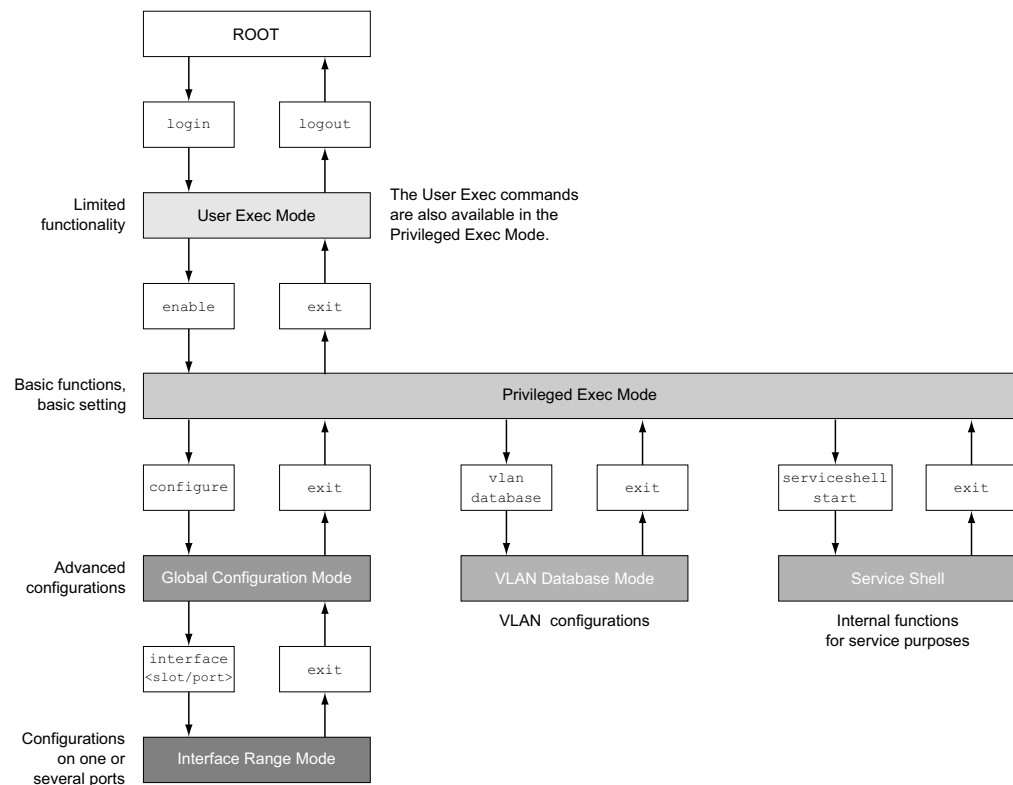 ROOT
login
logout
Limited
functionality
User Exec Mode
The User Exec commands
are also available in the
Privileged Exec Mode.
enable
exit
Basic functions,
basic setting
Privileged Exec Mode
configure
exit
vlan
database
exit
serviceshell
start
exit
Advanced
configurations
Global Configuration Mode
VLAN Database Mode
Service Shell
VLAN configurations
Internal functions
for service purposes
interface
<slot/port>
exit
Configurations
on one or
several ports
Interface Range Mode